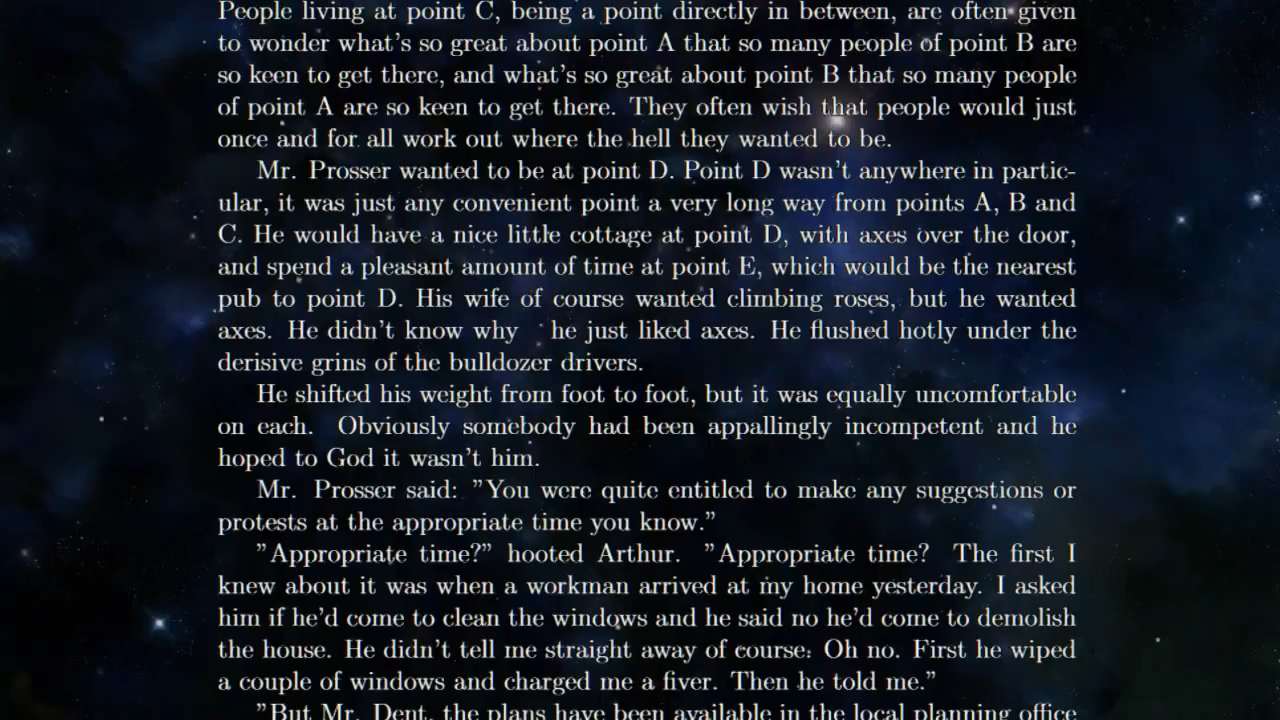 People living at point C, being a point directly in between, are often given
to wonder what's so great about point A that so many people of point B are
so keen to get there, and what's so great about point B that so many people
of point A are so keen to get there. They often wish that people would just
once and for all work out where the hell they wanted to be.
Mr. Prosser wanted to be at point D. Point D wasn't anywhere in partic-
ular, it was just any convenient point a very long way from points A, B and
C. He would have a nice little cottage at point D, with axes over the door,
and spend a pleasant amount of time at point E, which would be the nearest
pub to point D. His wife of course wanted climbing roses, but he wanted
axes. He didn't know why he just liked axes. He flushed hotly under the
derisive grins of the bulldozer drivers.
He shifted his weight from foot to foot, but it was equally uncomfortable
on each. Obviously somebody had been appallingly incompetent and he
hoped to God it wasn't him.
Mr. Prosser said: ”You were quite entitled to make any suggestions or
protests at the appropriate time you know.”
”Appropriate time?” hooted Arthur. ”Appropriate time? The first I
knew about it was when a workman arrived at my home yesterday. I asked
him if he'd come to clean the windows and he said no he'd come to demolish
the house. He didn't tell me straight away of course. Oh no. First he wiped
a couple of windows and charged me a fiver. Then he told me.”
”But Mr. Dent, the plans have been available in the local planning office